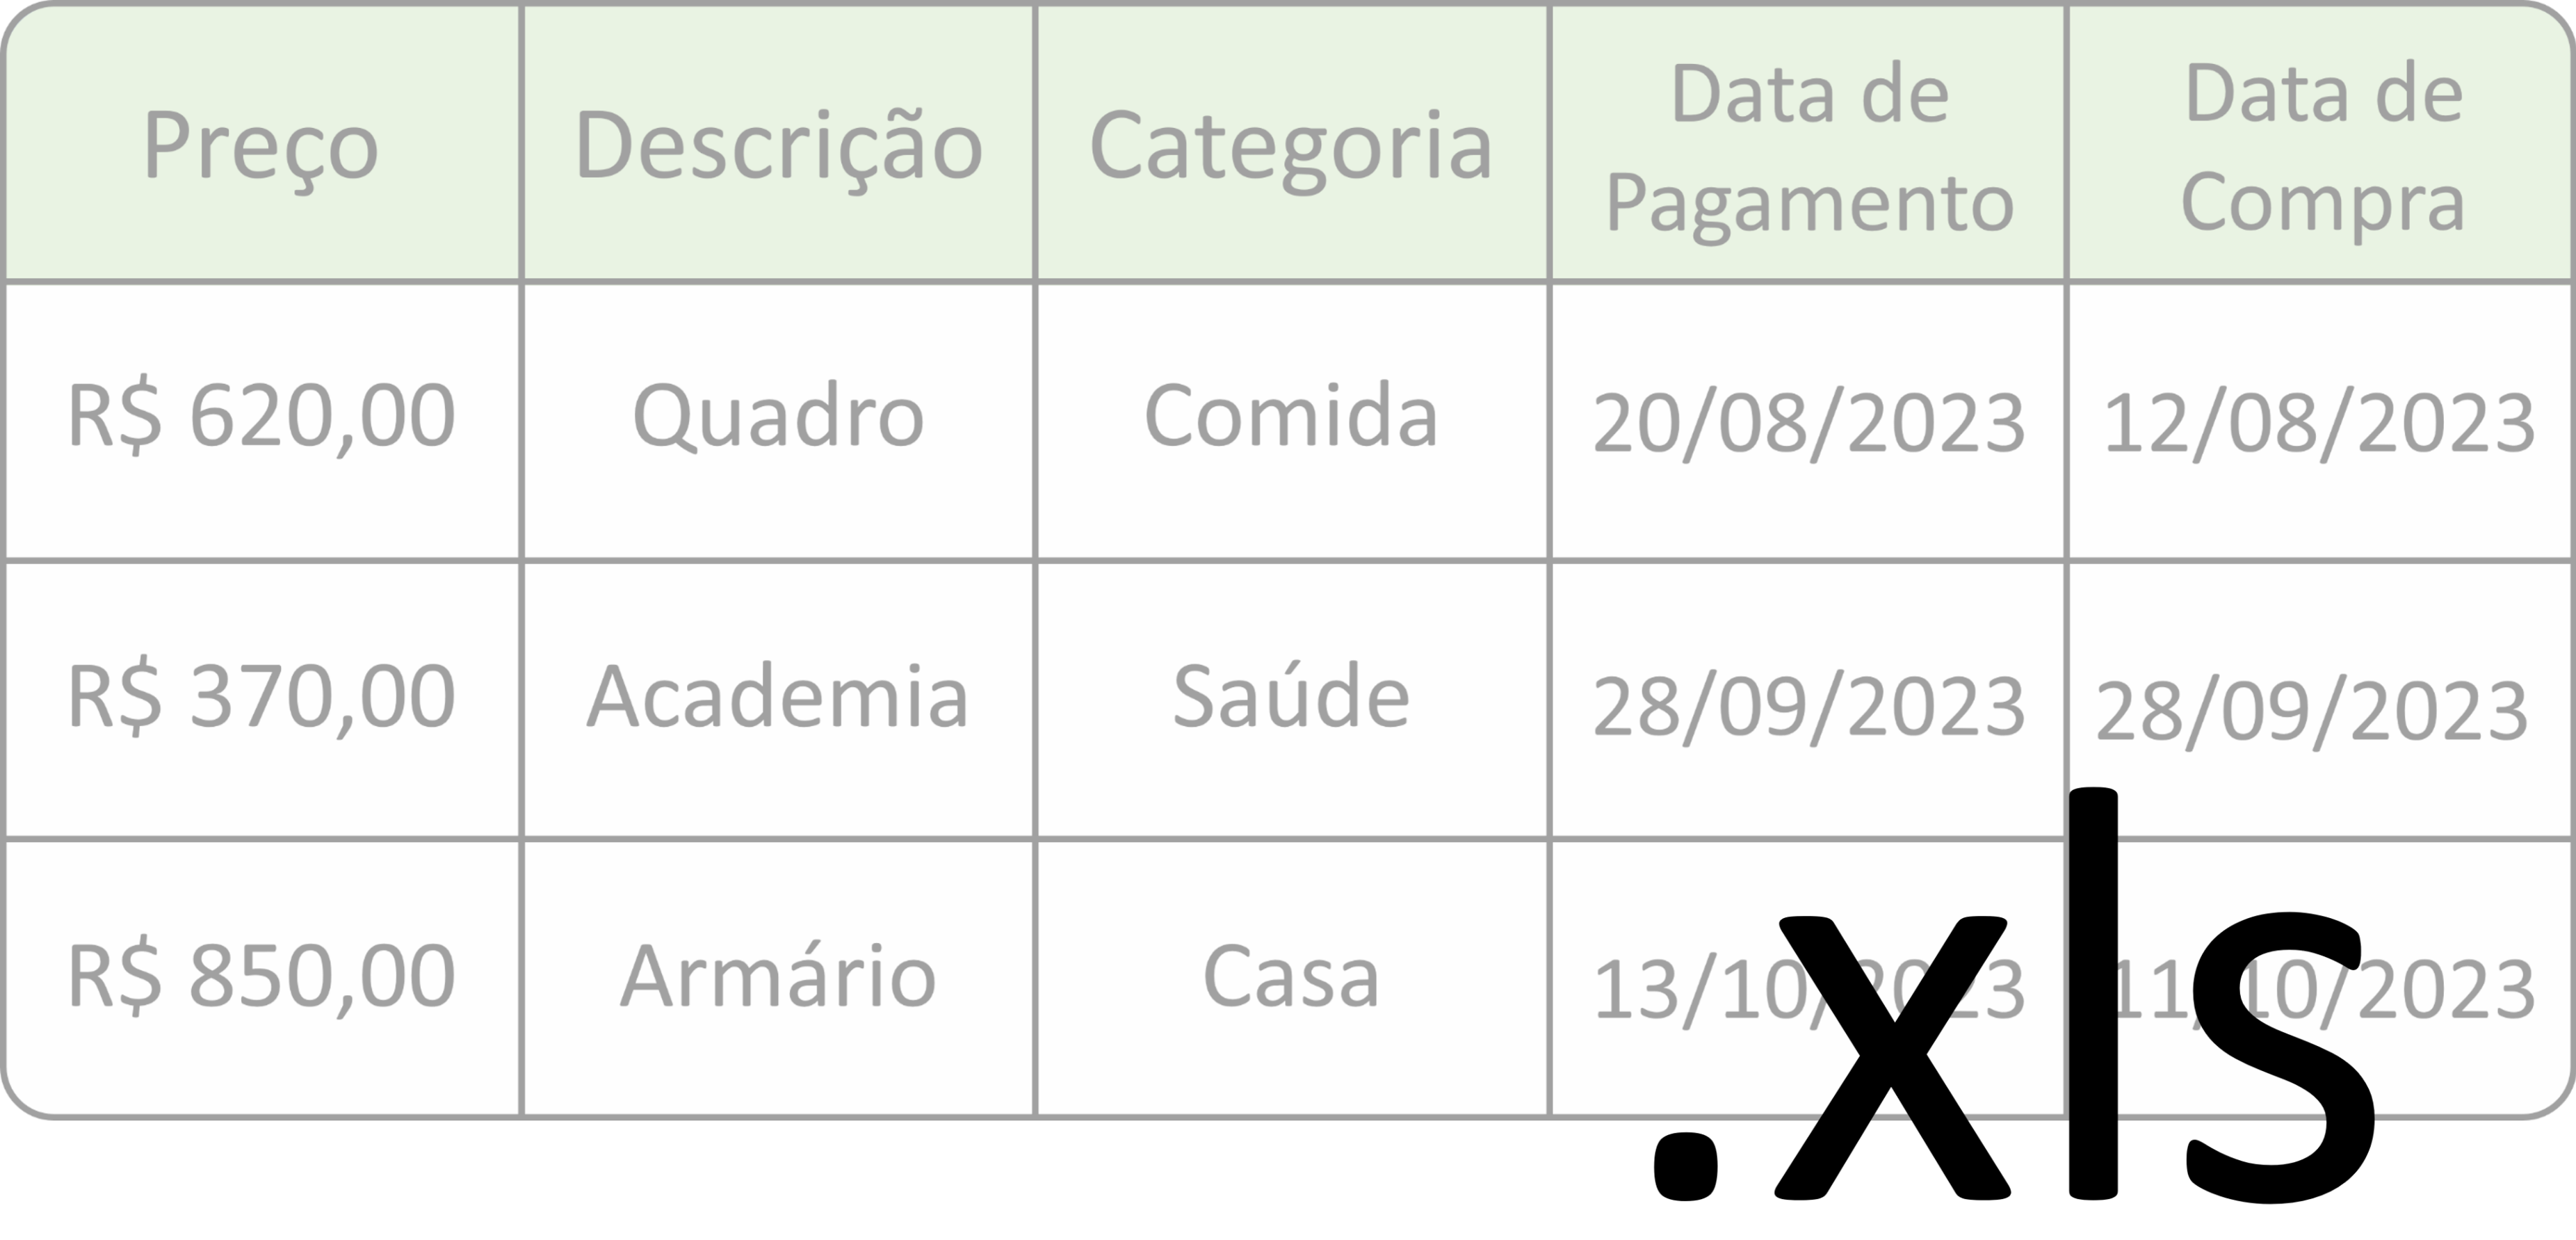 Preço Descrição Categoria Data de Pagamento Data de Compra
R$ 620,00 Quadro Comida 20/08/2023 12/08/2023
R$ 370,00 Academia Saúde 28/09/2023 28/09/2023
R$ 850,00 Armário Casa 13/10/2023 11/10/2023
.xls